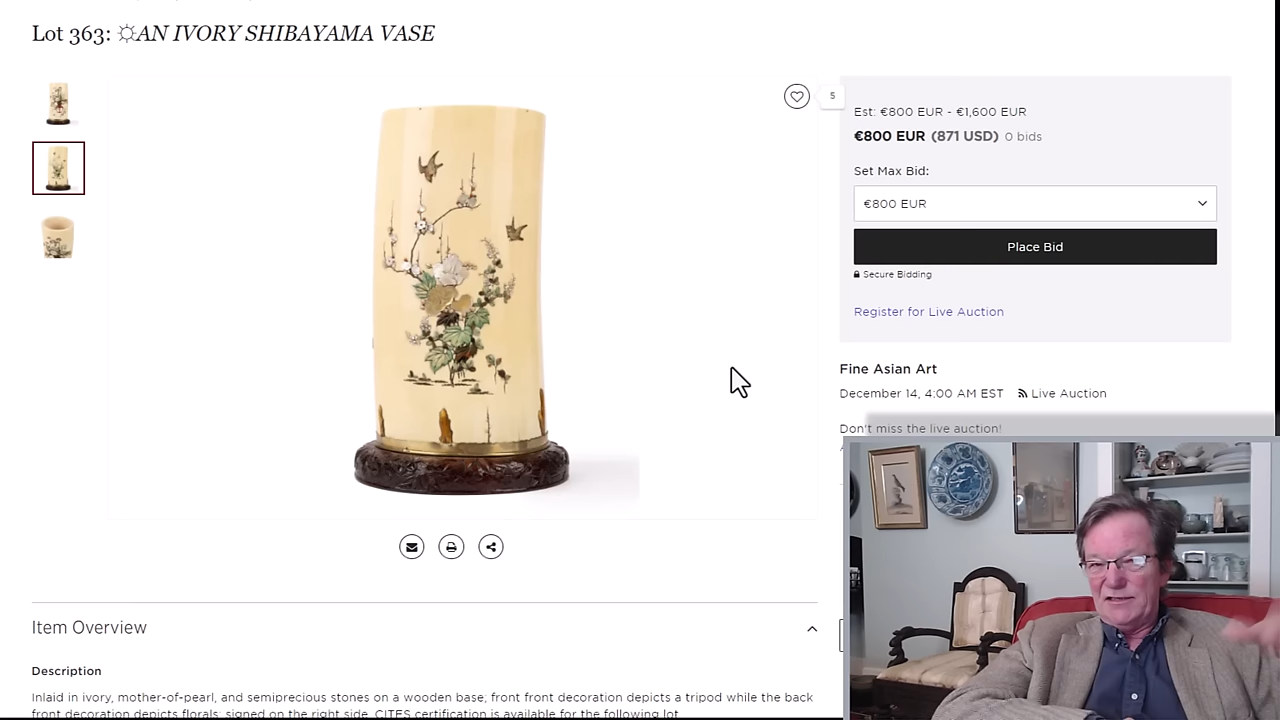 Lot 363: ☼AN IVORY SHIBAYAMA VASE
5
Est: €800 EUR - €1,600 EUR
€800 EUR (871 USD) 0 bids
Set Max Bid:
€800 EUR
Place Bid
Secure Bidding
Register for Live Auction
Fine Asian Art
December 14, 4:00 AM EST Live Auction
Don't miss the live auction!
Item Overview
Description
Inlaid in ivory, mother-of-pearl, and semiprecious stones on a wooden base; front front decoration depicts a tripod while the back
front decoration depicts florals; signed on the right side. CITES certification is available for the following lot